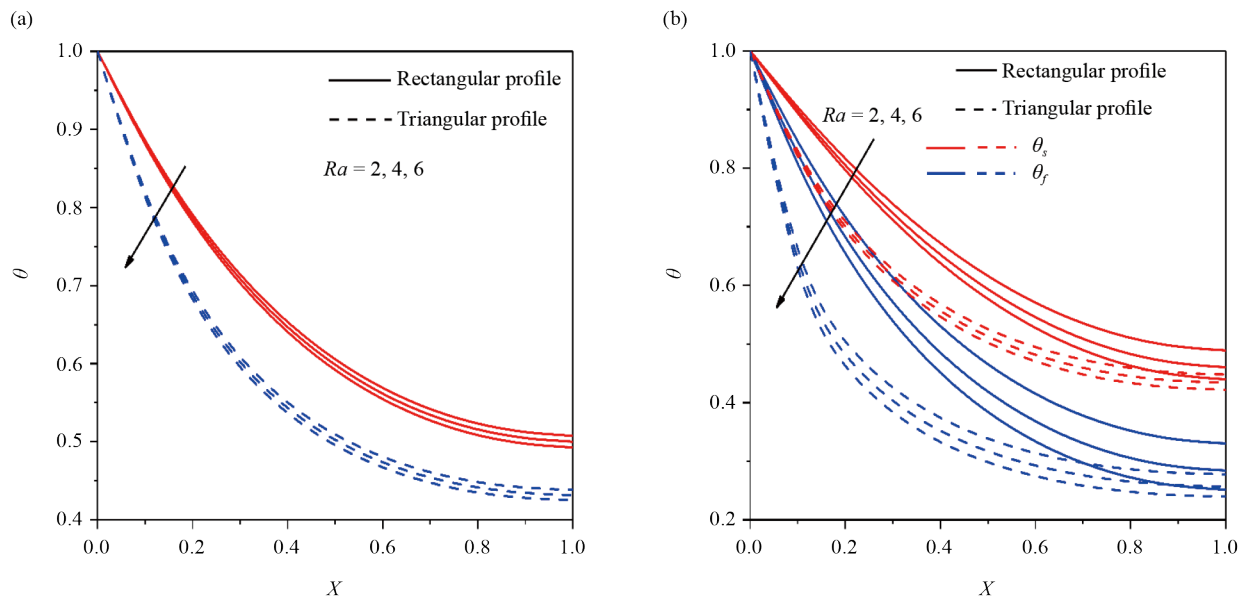 (a)
1.0
0.9
0.8
0.7
0.6
0.5
0.4
θ
Rectangular profile
Triangular profile
Ra = 2, 4, 6
0.0
0.2
0.4
0.6
0.8
1.0
X
(b)
1.0
0.8
0.6
0.4
0.2
θ
Rectangular profile
Triangular profile
Ra = 2, 4, 6
θs
θf
0.0
0.2
0.4
0.6
0.8
1.0
X